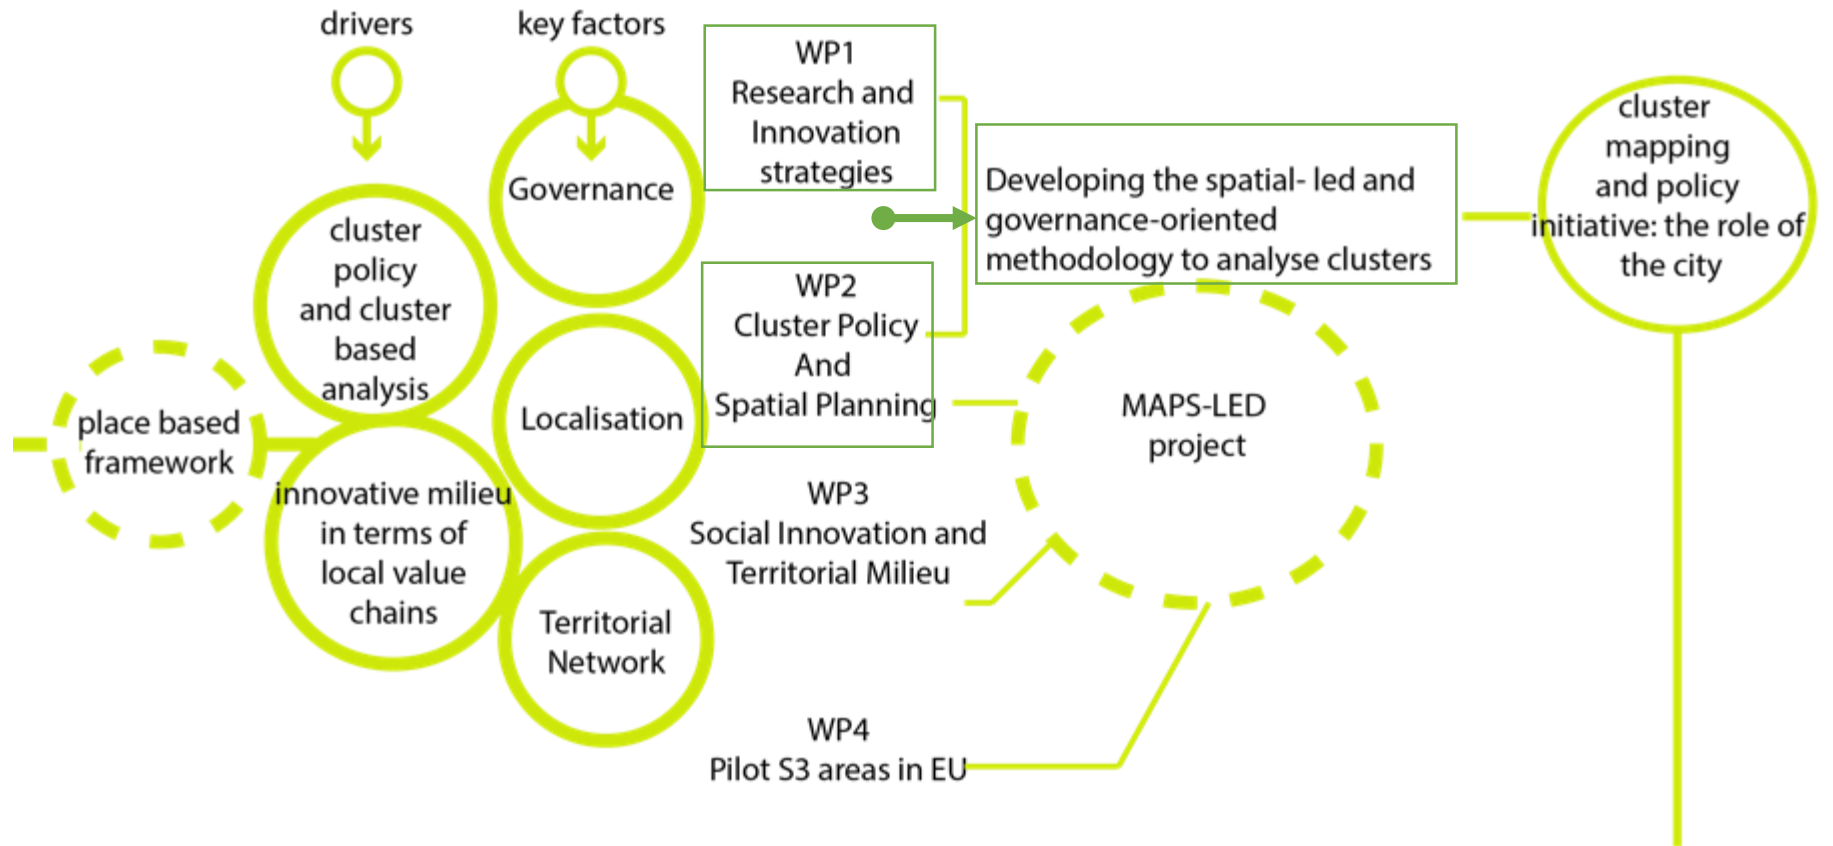 drivers
key factors
place based
framework
cluster
policy
and cluster
based
analysis
innovative milieu
in terms of
local value
chains
Governance
Localisation
Territorial
Network
WP1
Research and
Innovation
strategies
WP2
Cluster Policy
And
Spatial Planning
WP3
Social Innovation and
Territorial Milieu
WP4
Pilot S3 areas in EU
Developing the spatial- led and
governance-oriented
methodology to analyse clusters
MAPS-LED
project
cluster
mapping
and policy
initiative: the role of
the city